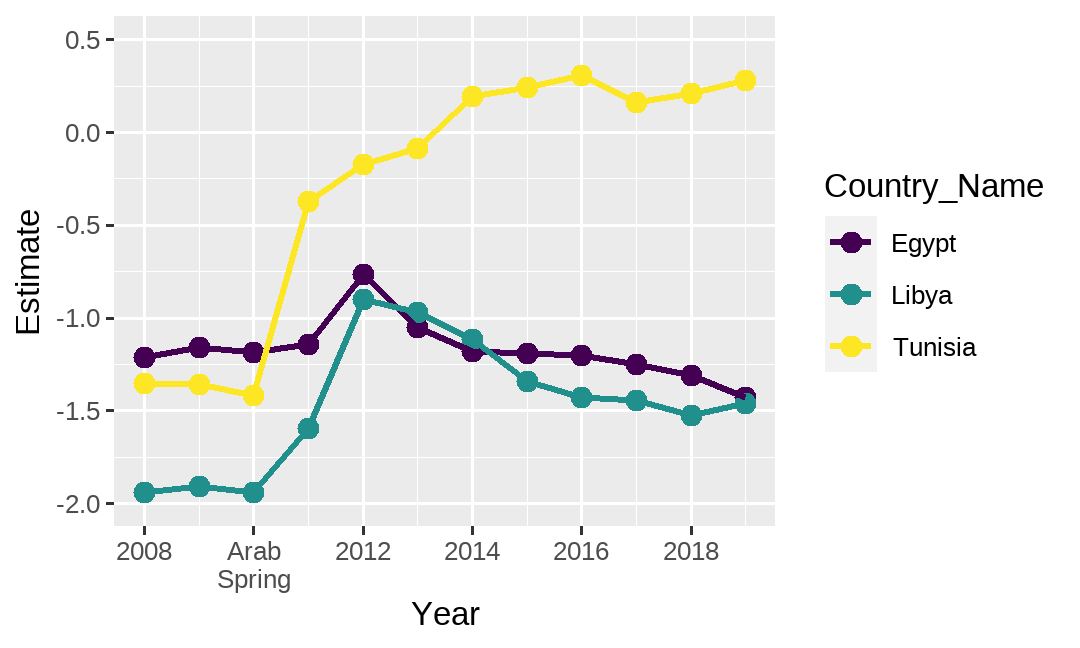 0.5
0.0
-0.5
-1.0
-1.5
-2.0
Estimate
2008
Arab
Spring
2012
2014
2016
2018
Year
Country_Name
Egypt
Libya
Tunisia